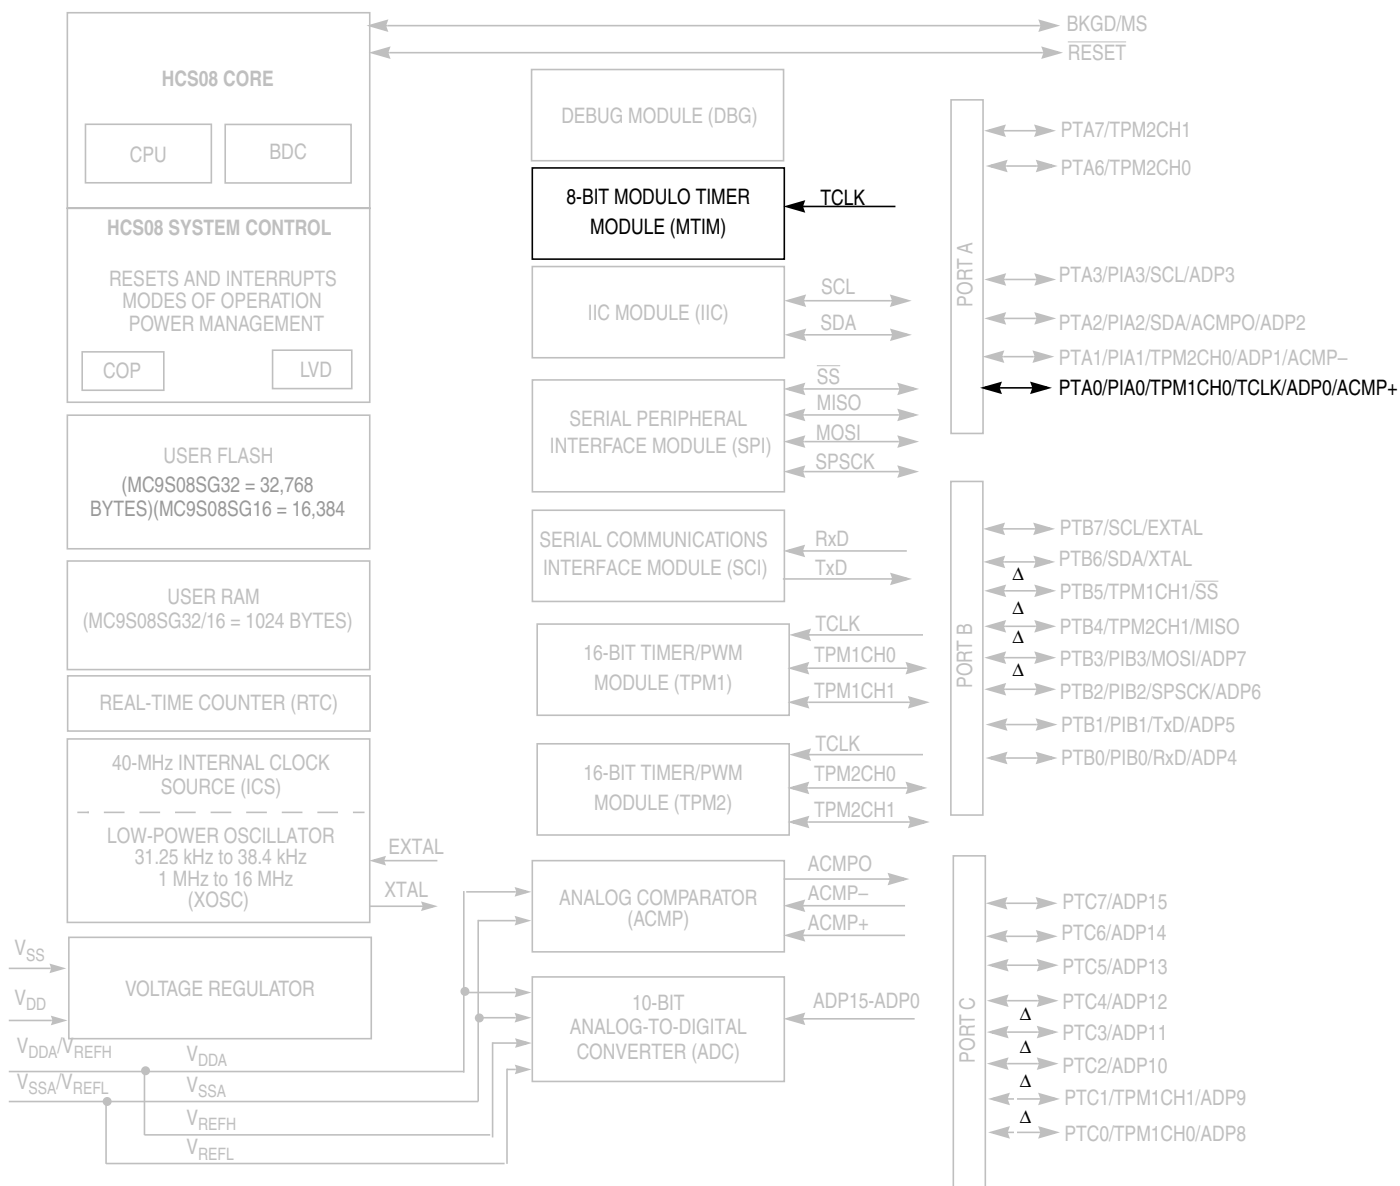 BKGD/MS
RESET
HCS08 CORE
CPU
BDC
HCS08 SYSTEM CONTROL
RESETS AND INTERRUPTS
MODES OF OPERATION
POWER MANAGEMENT
COP
LVD
USER FLASH
(MC9S08SG32 = 32,768
BYTES)(MC9S08SG16 = 16,384
USER RAM
(MC9S08SG32/16 = 1024 BYTES)
REAL-TIME COUNTER (RTC)
40-MHz INTERNAL CLOCK
SOURCE (ICS)
LOW-POWER OSCILLATOR
31.25 kHz to 38.4 kHz
1 MHz to 16 MHz
(XOSC)
EXTAL
XTAL
VSS
VDD
VOLTAGE REGULATOR
VDDA/VREFH
VSSA/VREFL
VDDA
VSSA
VREFH
VREFL
DEBUG MODULE (DBG)
8-BIT MODULO TIMER
MODULE (MTIM)
TCLK
IIC MODULE (IIC)
SCL
SDA
SERIAL PERIPHERAL
INTERFACE MODULE (SPI)
SS
MISO
MOSI
SPSCK
SERIAL COMMUNICATIONS
INTERFACE MODULE (SCI)
RxD
TxD
16-BIT TIMER/PWM
MODULE (TPM1)
TCLK
TPM1CH0
TPM1CH1
16-BIT TIMER/PWM
MODULE (TPM2)
TCLK
TPM2CH0
TPM2CH1
ANALOG COMPARATOR
(ACMP)
ACMPO
ACMP–
ACMP+
10-BIT
ANALOG-TO-DIGITAL
CONVERTER (ADC)
ADP15-ADP0
PORT A
PTA7/TPM2CH1
PTA6/TPM2CH0
PTA3/PIA3/SCL/ADP3
PTA2/PIA2/SDA/ACMPO/ADP2
PTA1/PIA1/TPM2CH0/ADP1/ACMP–
PTA0/PIA0/TPM1CH0/TCLK/ADP0/ACMP+
PORT B
PTB7/SCL/EXTAL
PTB6/SDA/XTAL
Δ
PTB5/TPM1CH1/SS
Δ
PTB4/TPM2CH1/MISO
Δ
PTB3/PIB3/MOSI/ADP7
Δ
PTB2/PIB2/SPSCK/ADP6
PTB1/PIB1/TxD/ADP5
PTB0/PIB0/RxD/ADP4
PORT C
PTC7/ADP15
PTC6/ADP14
PTC5/ADP13
PTC4/ADP12
Δ
PTC3/ADP11
Δ
PTC2/ADP10
Δ
PTC1/TPM1CH1/ADP9
Δ
PTC0/TPM1CH0/ADP8